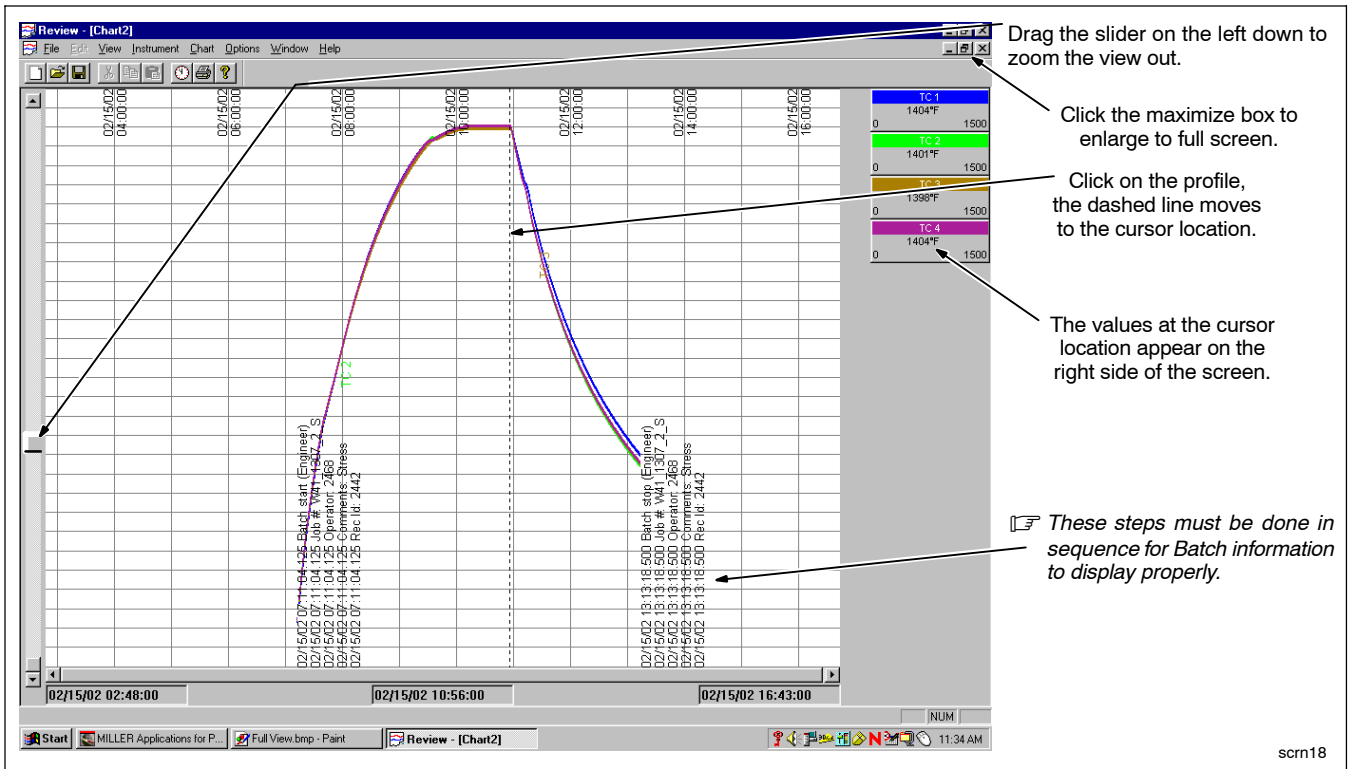 Review - [Chart2]
File Edit View Instrument Chart Options Window Help
02/15/02 04:00:00
02/15/02 06:00:00
02/15/02 08:00:00
02/15/02 10:00:00
02/15/02 12:00:00
02/15/02 14:00:00
02/15/02 16:00:00
TC 1
1404°F
0 1500
TC 2
1401°F
0 1500
TC 3
1398°F
0 1500
TC 4
1404°F
0 1500
TC 2
TC 3
02/15/02 07:11:04.125 Batch start (Engineer)
02/15/02 07:11:04.125 Job #: W41_1307_2_S
02/15/02 07:11:04.125 Operator: 2468
02/15/02 07:11:04.125 Comments: Stress
02/15/02 07:11:04.125 Rec Id: 2442
02/15/02 13:13:18.500 Batch stop (Engineer)
02/15/02 13:13:18.500 Job #: W41_1307_2_S
02/15/02 13:13:18.500 Operator: 2468
02/15/02 13:13:18.500 Comments: Stress
02/15/02 13:13:18.500 Rec Id: 2442
02/15/02 02:48:00
02/15/02 10:56:00
02/15/02 16:43:00
NUM
Start
MILLER Applications for P...
Full View.bmp - Paint
Review - [Chart2]
11:34 AM
Drag the slider on the left down to
zoom the view out.
Click the maximize box to
enlarge to full screen.
Click on the profile,
the dashed line moves
to the cursor location.
The values at the cursor
location appear on the
right side of the screen.
☞ These steps must be done in
sequence for Batch information
to display properly.
scrn18